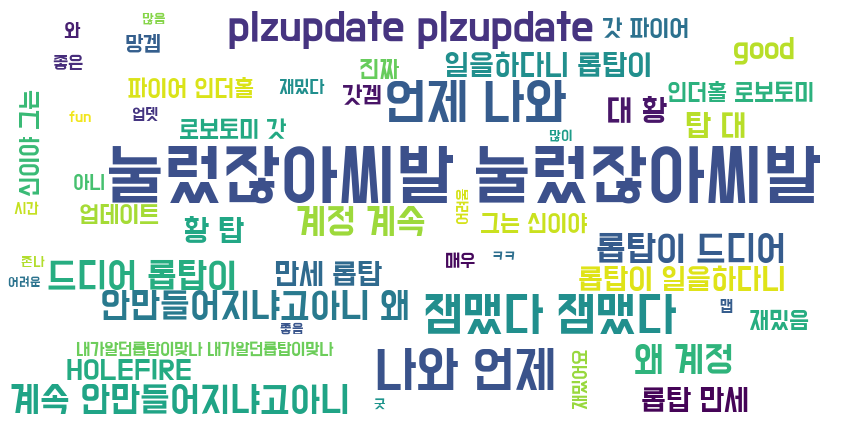 많음
plzupdate plzupdate
갓 파이어
와
망겜
good
좋은
진짜
일을하다니 롭탑이
파이어 인더홀
재밌다
갓겜
언제 나와
대 황
인더홀 로보토미
신이야 그는
fun
업뎃
로보토미 갓
많이
탑 대
눌렀잖아씨발 눌렀잖아씨발
아니
시간
업데이트
황 탑
계정 계속
어려움
그는 신이야
롭탑이 드디어
존나
어려운
드디어 롭탑이
만세 롭탑
매우
ㅋㅋ
롭탑이 일을하다니
안만들어지냐고아니 왜
좋음
잼맸다 잼맸다
맵
재밌음
내가알던롭탑이맞나 내가알던롭탑이맞나
HOLEFIRE
나와 언제
재밌어요
왜 계정
계속 안만들어지냐고아니
굿
롭탑 만세